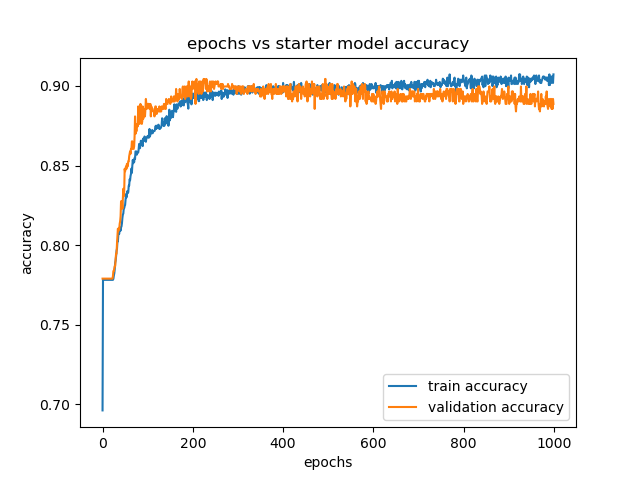 epochs vs starter model accuracy
0.90
0.85
0.80
0.75
0.70
accuracy
train accuracy
validation accuracy
0 200 400 600 800 1000
epochs